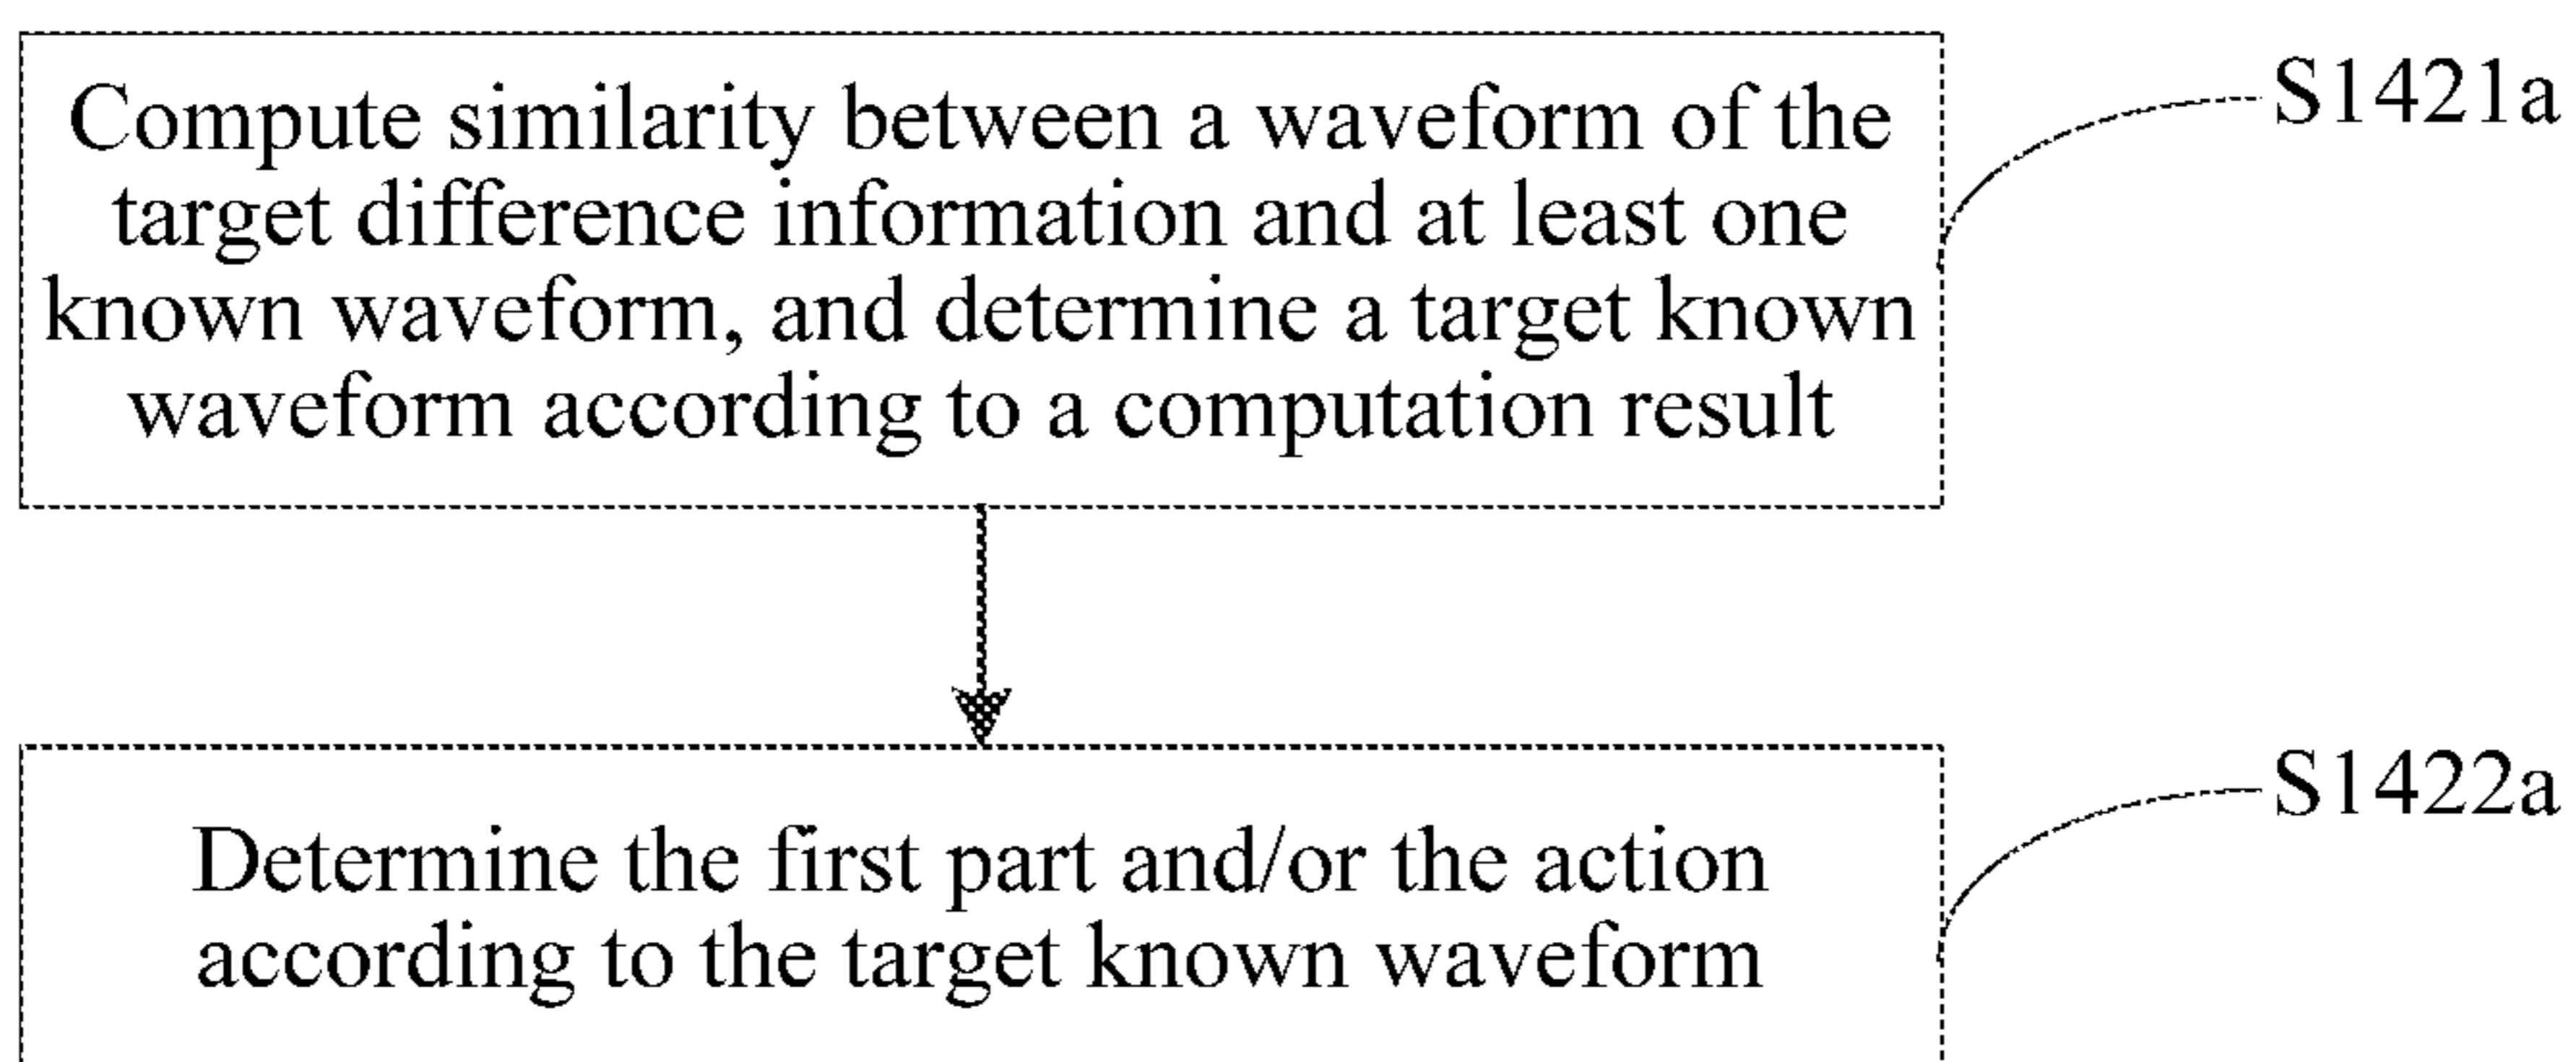 Compute similarity between a waveform of the
target difference information and at least one
known waveform, and determine a target known
waveform according to a computation result
S1421a
Determine the first part and/or the action
according to the target known waveform
S1422a